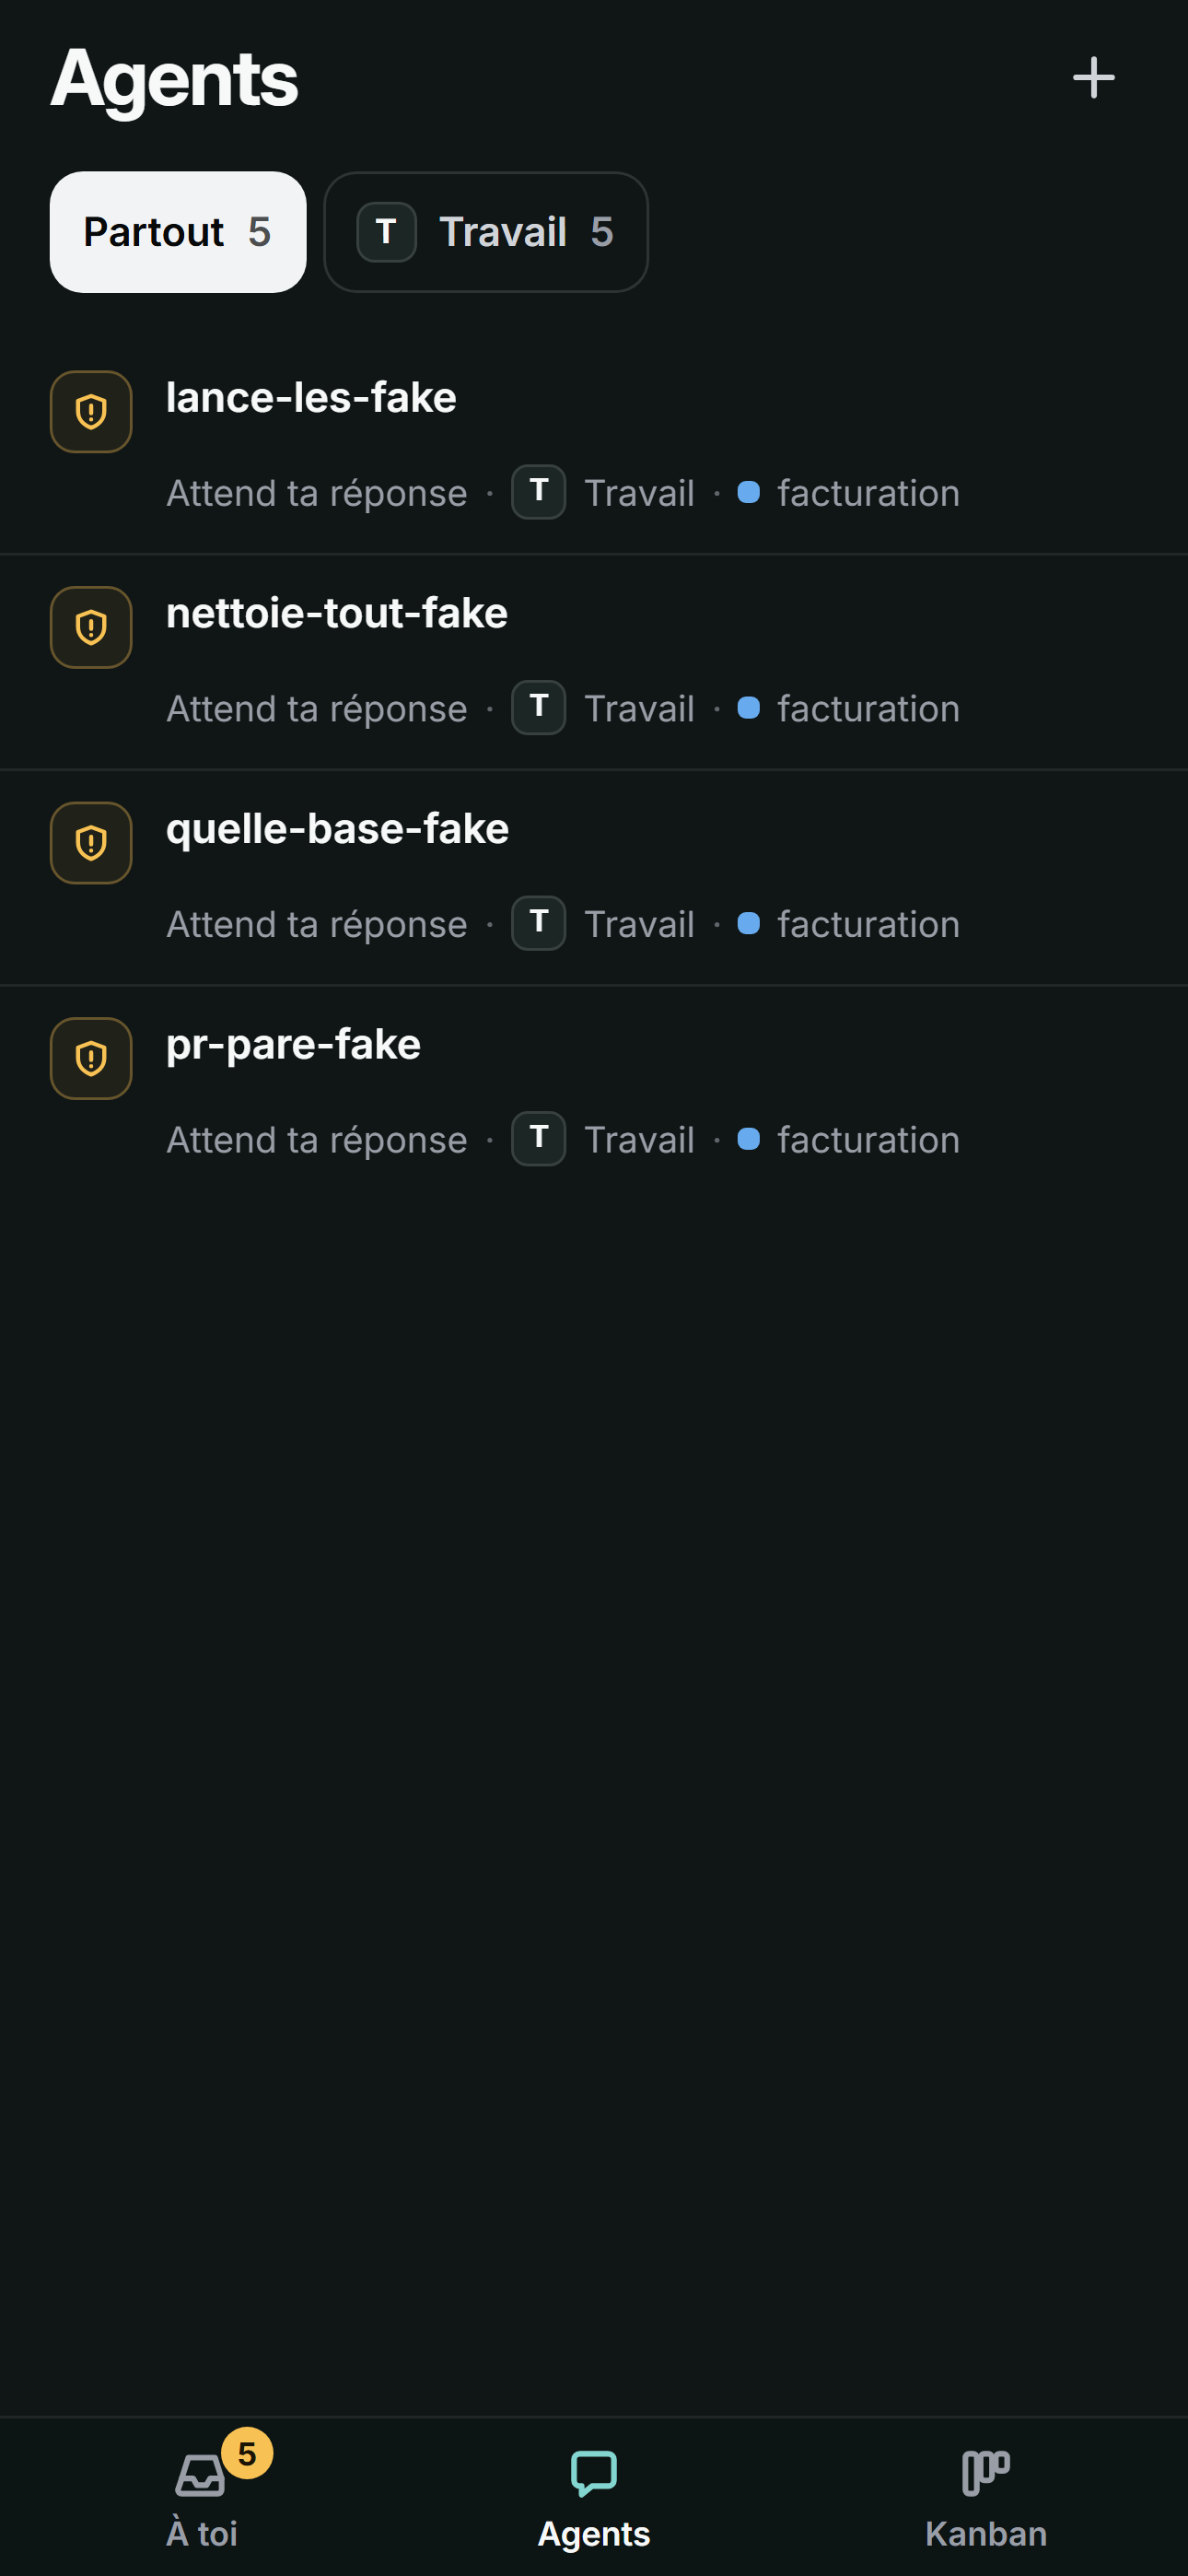 Agents
Partout 5 T Travail 5
lance-les-fake
Attend ta réponse · T Travail · facturation
nettoie-tout-fake
Attend ta réponse · T Travail · facturation
quelle-base-fake
Attend ta réponse · T Travail · facturation
pr-pare-fake
Attend ta réponse · T Travail · facturation
5
À toi Agents Kanban